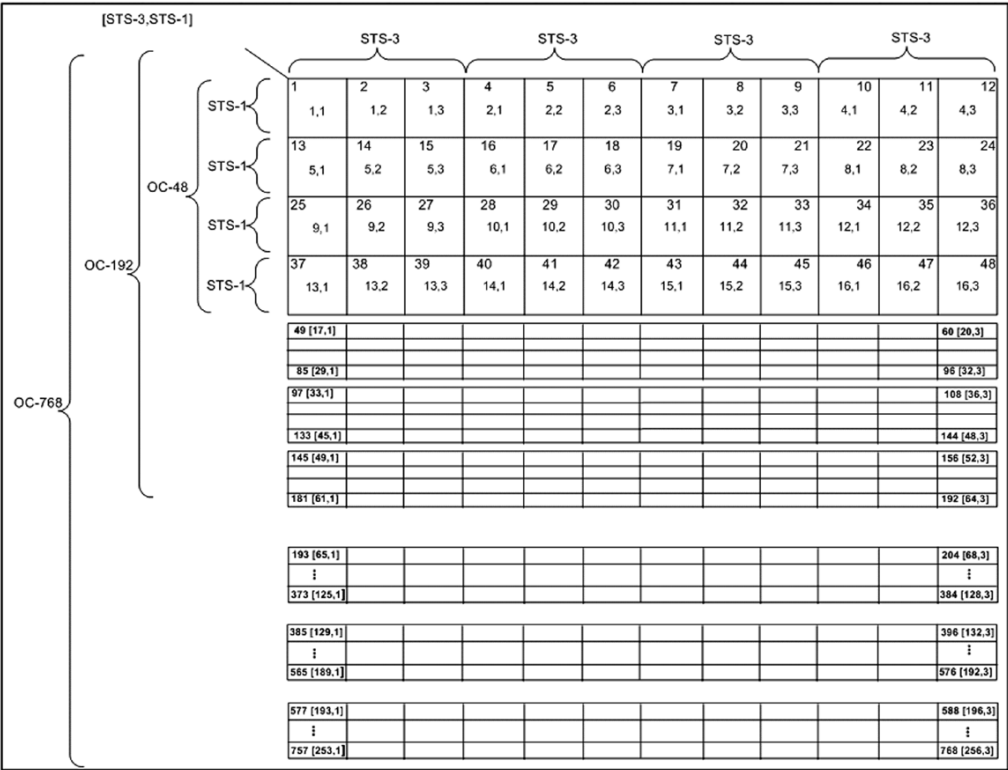 [STS-3,STS-1]
STS-3 STS-3 STS-3 STS-3
1 2 3 4 5 6 7 8 9 10 11 12
STS-1 1,1 1,2 1,3 2,1 2,2 2,3 3,1 3,2 3,3 4,1 4,2 4,3
13 14 15 16 17 18 19 20 21 22 23 24
STS-1 5,1 5,2 5,3 6,1 6,2 6,3 7,1 7,2 7,3 8,1 8,2 8,3
OC-48
25 26 27 28 29 30 31 32 33 34 35 36
STS-1 9,1 9,2 9,3 10,1 10,2 10,3 11,1 11,2 11,3 12,1 12,2 12,3
OC-192
37 38 39 40 41 42 43 44 45 46 47 48
STS-1 13,1 13,2 13,3 14,1 14,2 14,3 15,1 15,2 15,3 16,1 16,2 16,3
49 [17,1] 60 [20,3]
85 [29,1] 96 [32,3]
97 [33,1] 108 [36,3]
OC-768
133 [45,1] 144 [48,3]
145 [49,1] 156 [52,3]
181 [61,1] 192 [64,3]
193 [65,1] 204 [68,3]
373 [125,1] 384 [128,3]
385 [129,1] 396 [132,3]
565 [189,1] 576 [192,3]
577 [193,1] 588 [196,3]
757 [253,1] 768 [256,3]